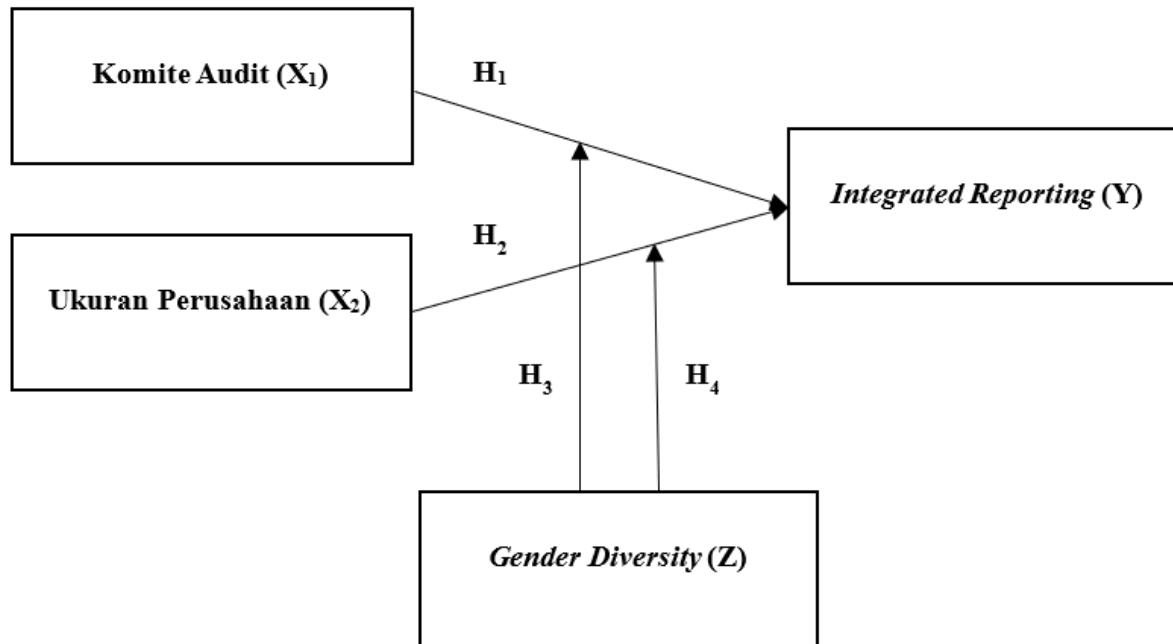 Komite Audit (X₁)
H₁
Integrated Reporting (Y)
Ukuran Perusahaan (X₂)
H₂
H₃
H₄
Gender Diversity (Z)